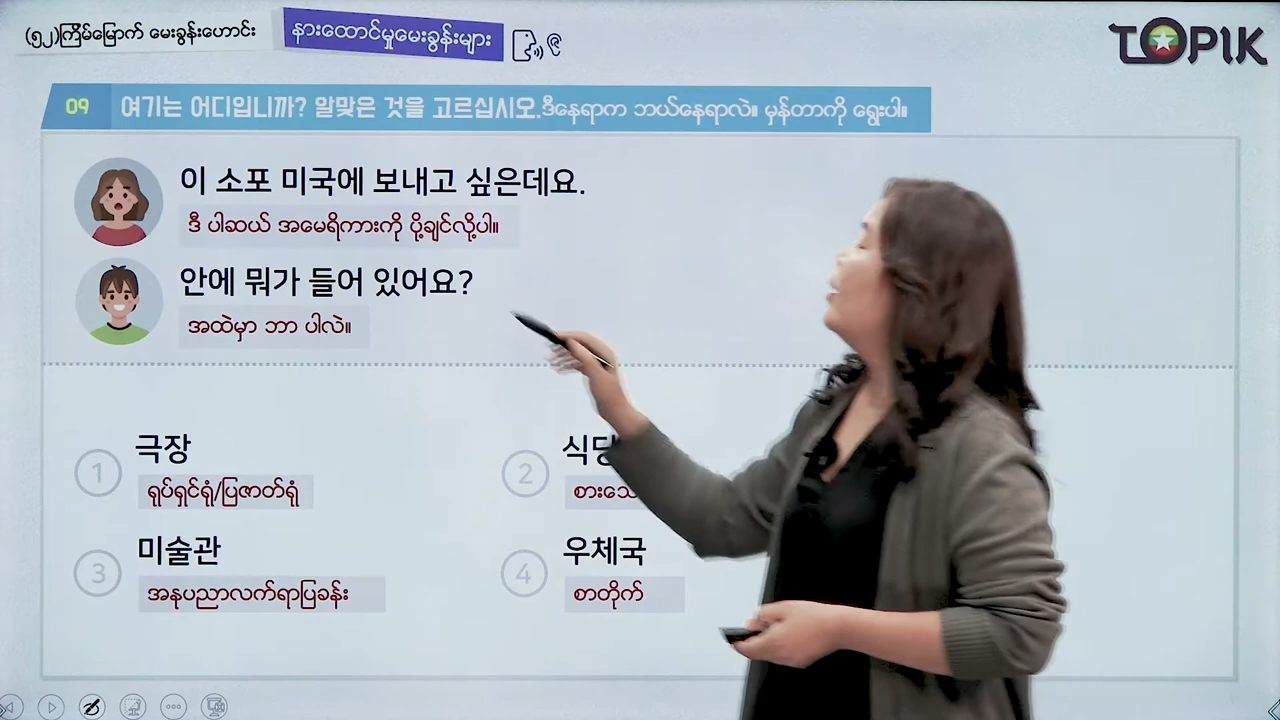 (၅၂)ကြိမ်မြောက် မေးခွန်းဟောင်း
နားထောင်မှုမေးခွန်းများ
TOPIK
09 여기는 어디입니까? 알맞은 것을 고르십시오.ဒီနေရာက ဘယ်နေရာလဲ။ မှန်တာကို ရွေးပါ။
이 소포 미국에 보내고 싶은데요.
ဒီ ပါဆယ် အမေရိကားကို ပို့ချင်လို့ပါ။
안에 뭐가 들어 있어요?
အထဲမှာ ဘာ ပါလဲ။
1 극장
ရုပ်ရှင်ရုံ/ပြဇာတ်ရုံ
2
3 미술관
အနုပညာလက်ရာပြခန်း
4 우체국
စာတိုက်